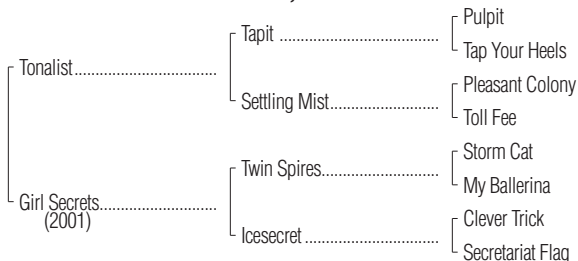 Pulpit
Tapit ................................................
Tap Your Heels
Tonalist...........................................
Pleasant Colony
Settling Mist.................................
Toll Fee
Storm Cat
Twin Spires...................................
My Ballerina
Girl Secrets...................................
(2001)
Clever Trick
Icesecret ........................................
Secretariat Flag